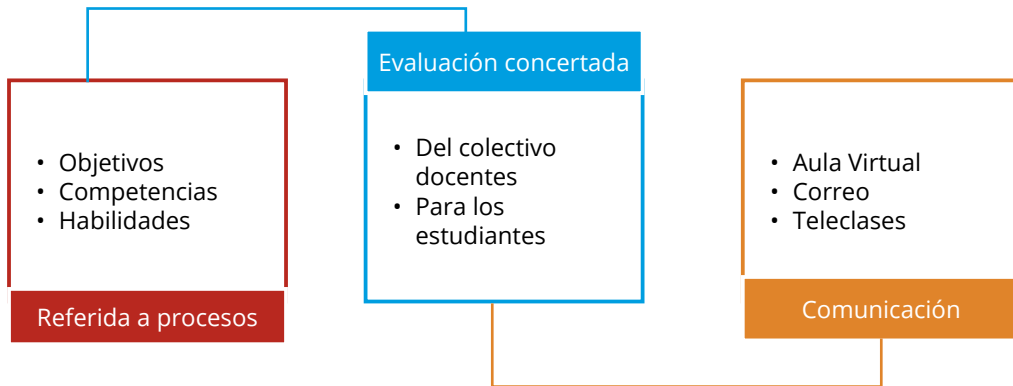 • Objetivos
• Competencias
• Habilidades
Referida a procesos
Evaluación concertada
• Del colectivo
docentes
• Para los
estudiantes
• Aula Virtual
• Correo
• Teleclases
Comunicación